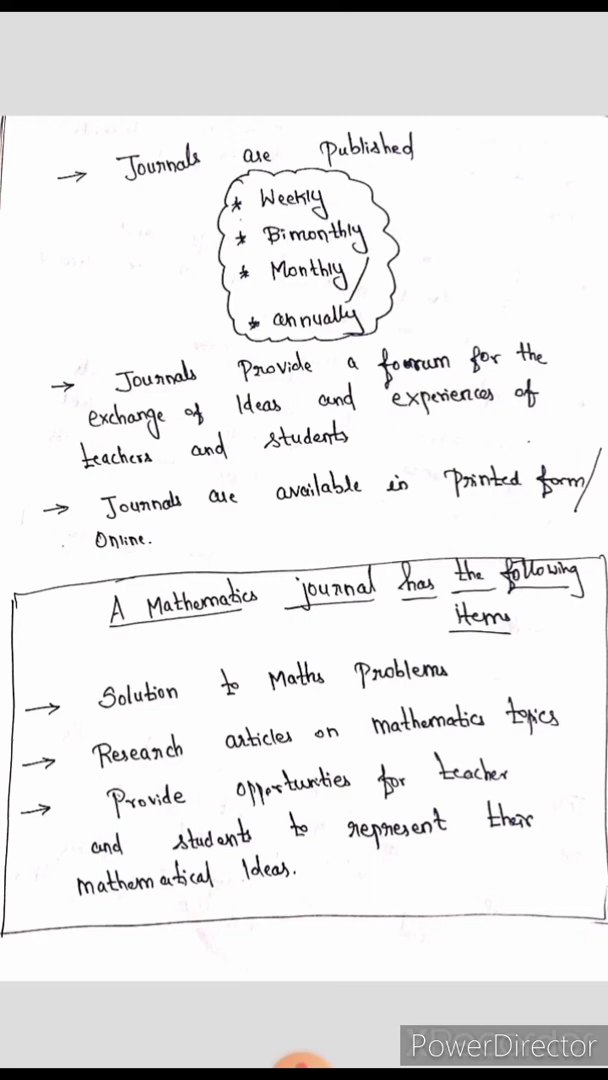 → Journals are published
* Weekly
* Bimonthly
* Monthly
* annually
→ Journals Provide a forum for the
exchange of Ideas and experiences of
teachers and students
→ Journals are available in Printed form/
Online.
A Mathematics journal has the following
items
→ Solution to Maths Problems
→ Research articles on mathematics topics
→ Provide opportunities for teacher
and students to represent their
mathematical Ideas.
PowerDirector